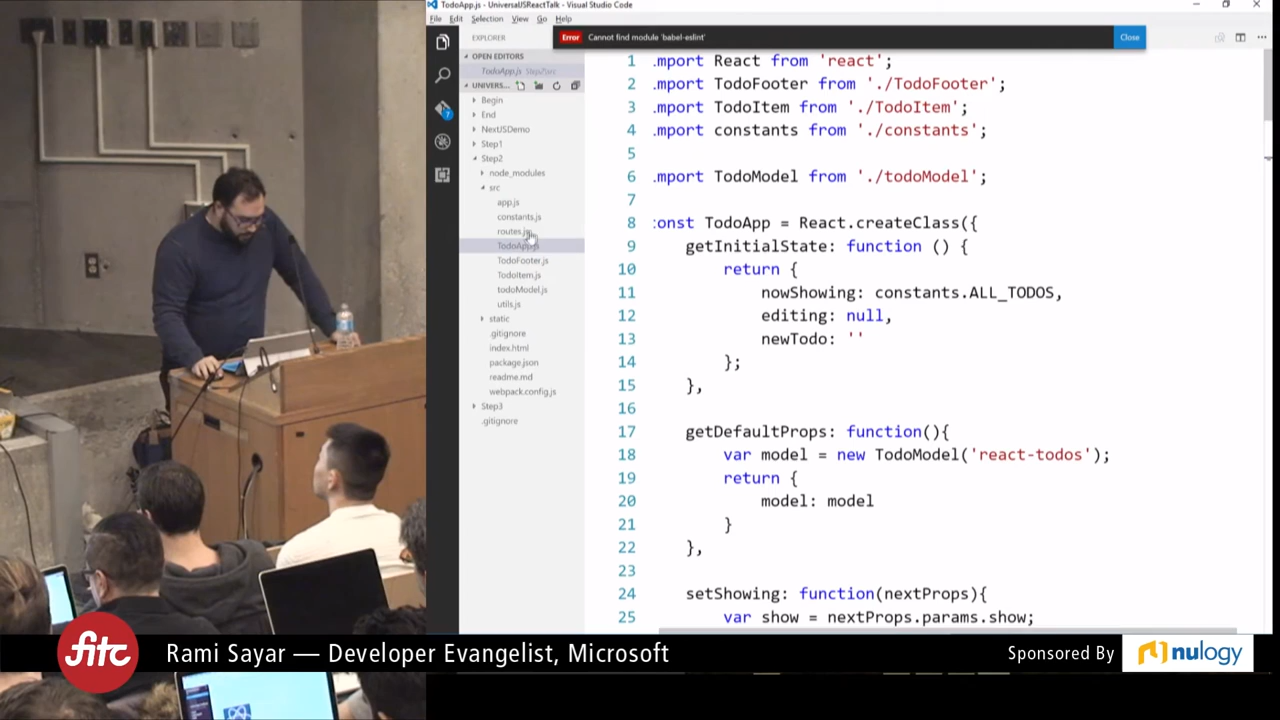 TodoApp.js - UniversalJSReactTalk - Visual Studio Code
File Edit Selection View Go Help
EXPLORER
Error Cannot find module 'babel-eslint'
Close
OPEN EDITORS
TodoApp.js Step2\src
UNIVERS...
Begin
End
NextJSDemo
Step1
Step2
node_modules
src
app.js
constants.js
routes.js
TodoApp.js
TodoFooter.js
TodoItem.js
todoModel.js
utils.js
static
.gitignore
index.html
package.json
readme.md
webpack.config.js
Step3
.gitignore
1 .mport React from 'react';
2 .mport TodoFooter from './TodoFooter';
3 .mport TodoItem from './TodoItem';
4 .mport constants from './constants';
5
6 .mport TodoModel from './todoModel';
7
8 :onst TodoApp = React.createClass({
9 getInitialState: function () {
10 return {
11 nowShowing: constants.ALL_TODOS,
12 editing: null,
13 newTodo: ''
14 };
15 },
16
17 getDefaultProps: function(){
18 var model = new TodoModel('react-todos');
19 return {
20 model: model
21 }
22 },
23
24 setShowing: function(nextProps){
25 var show = nextProps.params.show;
fitc
Rami Sayar — Developer Evangelist, Microsoft
Sponsored By
nulogy